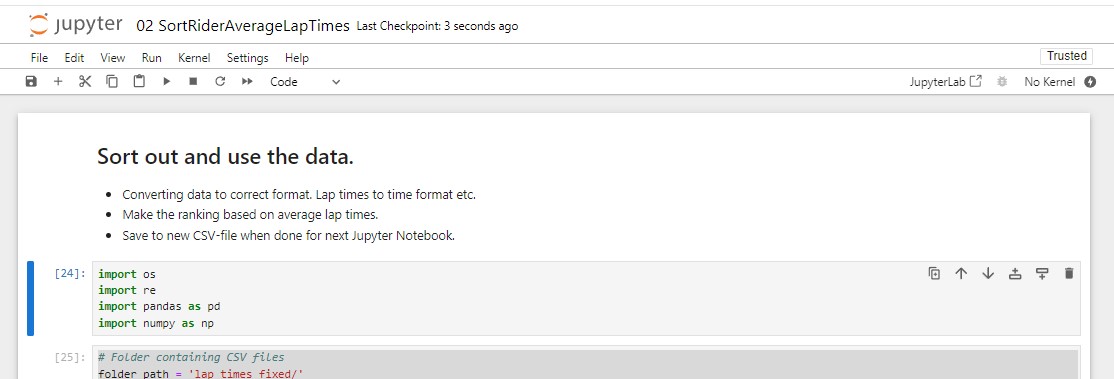 jupyter 02 SortRiderAverageLapTimes Last Checkpoint: 3 seconds ago
File Edit View Run Kernel Settings Help Trusted
Code JupyterLab No Kernel
Sort out and use the data.
• Converting data to correct format. Lap times to time format etc.
• Make the ranking based on average lap times.
• Save to new CSV-file when done for next Jupyter Notebook.
[24]: import os
import re
import pandas as pd
import numpy as np
[25]: # Folder containing CSV files
folder_path = 'lap_times_fixed/'